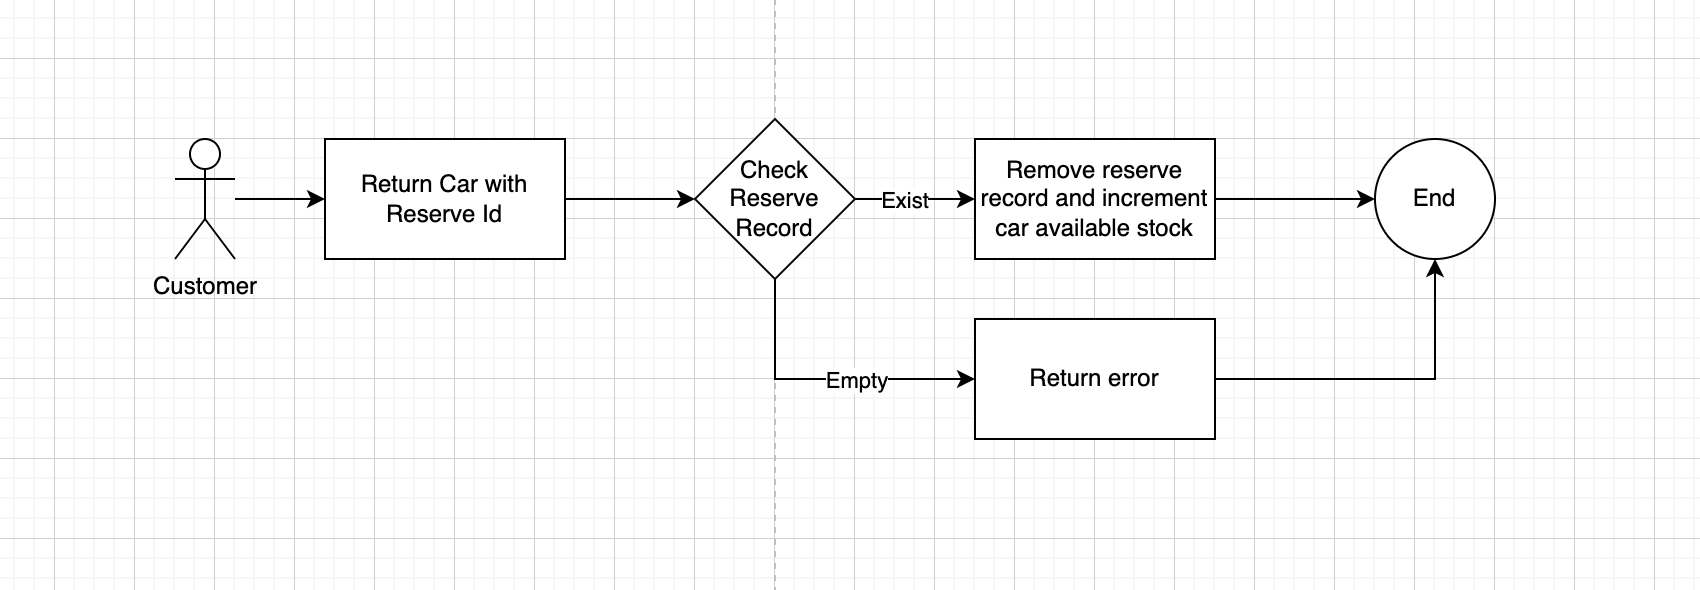 Customer
Return Car with
Reserve Id
Check
Reserve
Record
Exist
Remove reserve
record and increment
car available stock
End
Empty
Return error